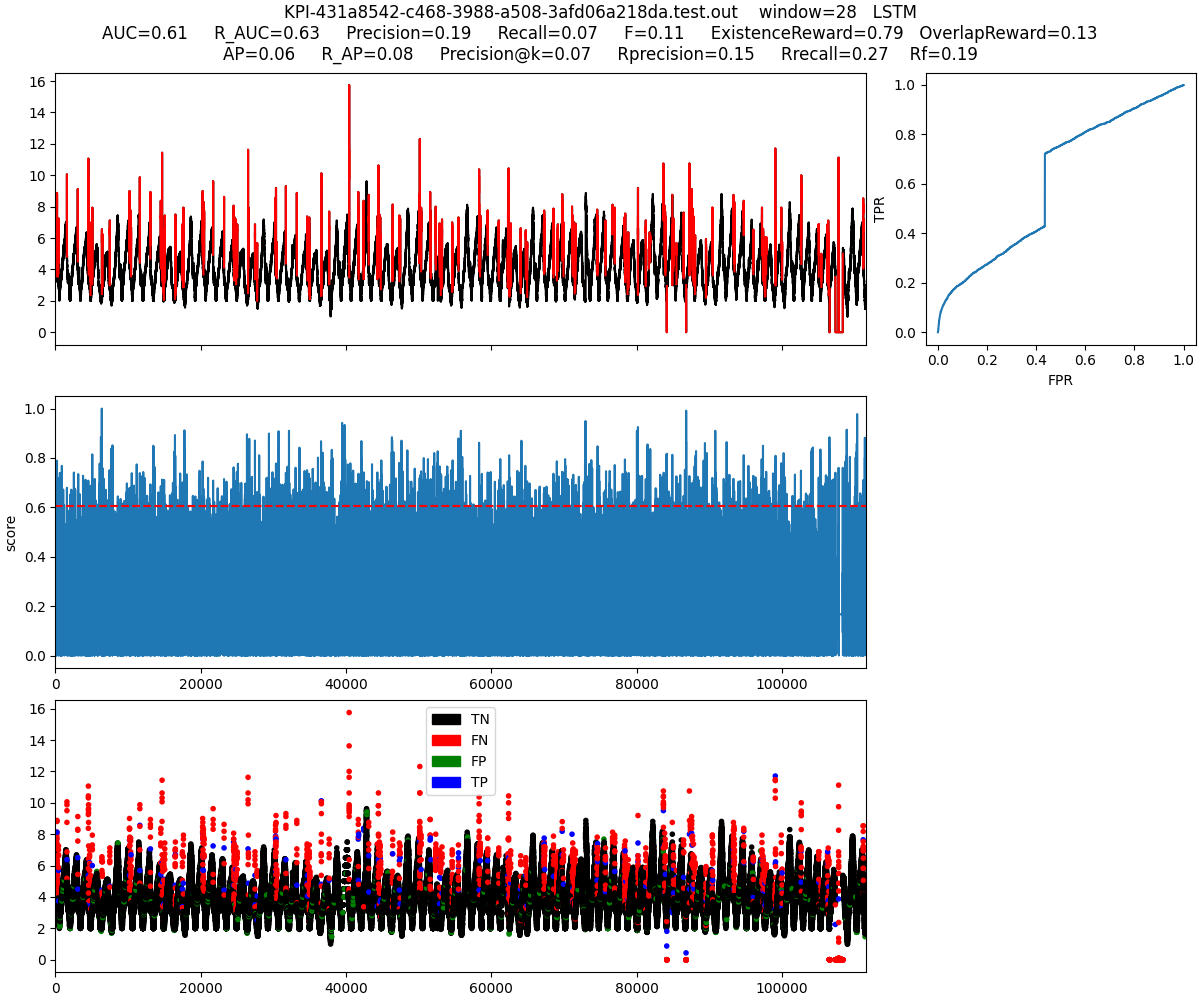 KPI-431a8542-c468-3988-a508-3afd06a218da.test.out window=28 LSTM
AUC=0.61 R_AUC=0.63 Precision=0.19 Recall=0.07 F=0.11 ExistenceReward=0.79 OverlapReward=0.13
AP=0.06 R_AP=0.08 Precision@k=0.07 Rprecision=0.15 Rrecall=0.27 Rf=0.19
16
14
12
10
8
6
4
2
0
1.0
0.8
0.6
0.4
0.2
0.0
TPR
0.0 0.2 0.4 0.6 0.8 1.0
FPR
1.0
0.8
0.6
0.4
0.2
0.0
score
0 20000 40000 60000 80000 100000
16
14
12
10
8
6
4
2
0
TN
FN
FP
TP
0 20000 40000 60000 80000 100000